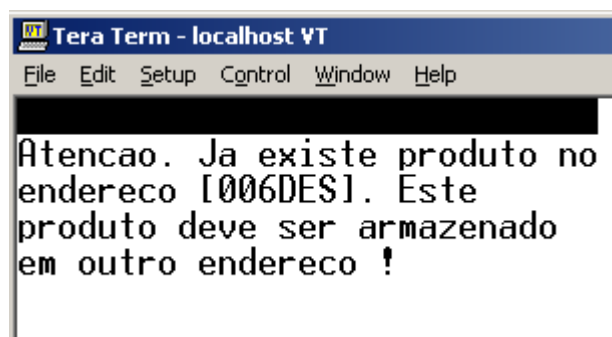 Tera Term - localhost VT
File Edit Setup Control Window Help
Atencao. Ja existe produto no
endereco [006DES]. Este
produto deve ser armazenado
em outro endereco !